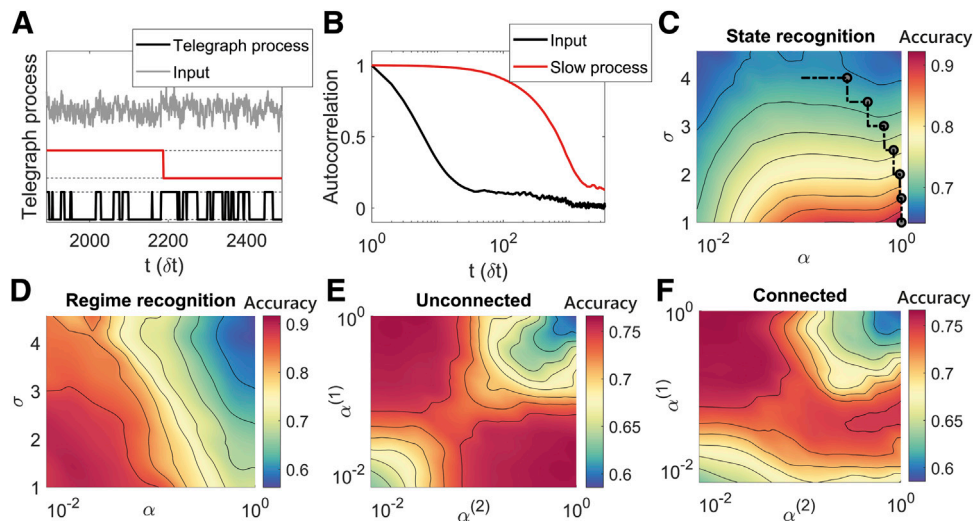 A
Telegraph process
Input
Telegraph process
2000
2200
2400
t (δt)
B
Input
Slow process
Autocorrelation
1
0.5
0
10^0
10^2
t (δt)
C
State recognition
Accuracy
σ
4
3
2
1
10^-2
α
10^0
0.9
0.8
0.7
D
Regime recognition
Accuracy
σ
4
3
2
1
10^-2
α
10^0
0.9
0.8
0.7
0.6
E
Unconnected
Accuracy
α^(1)
10^0
10^-2
10^-2
α^(2)
10^0
0.75
0.7
0.65
0.6
F
Connected
Accuracy
α^(1)
10^0
10^-2
10^-2
α^(2)
10^0
0.75
0.7
0.65
0.6